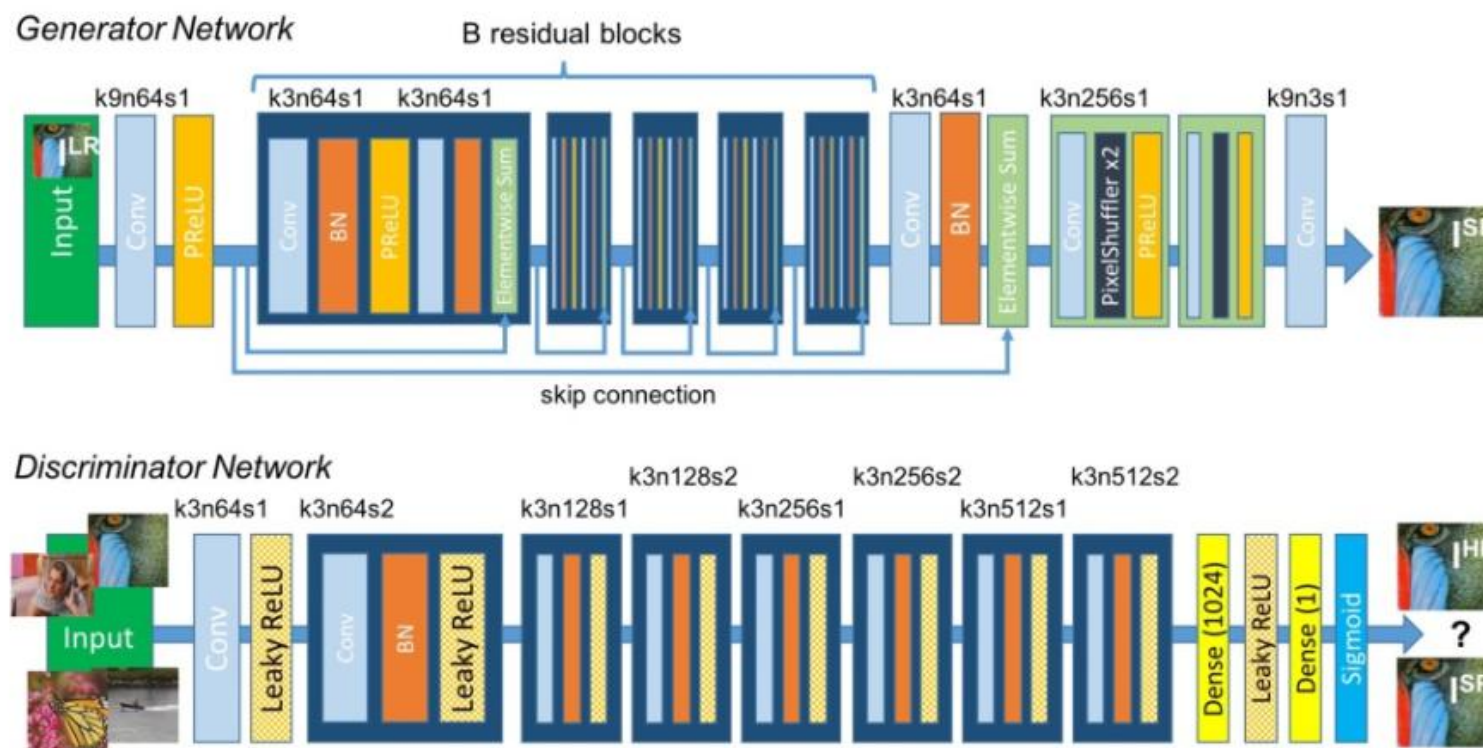 Generator Network
B residual blocks
k9n64s1
k3n64s1
k3n64s1
k3n64s1
k3n256s1
k9n3s1
I^LR
Input
Conv
PReLU
Conv
BN
PReLU
Elementwise Sum
Conv
BN
Elementwise Sum
Conv
PixelShuffler x2
PReLU
Conv
I^S
skip connection
Discriminator Network
k3n128s2
k3n256s2
k3n512s2
k3n64s1
k3n64s2
k3n128s1
k3n256s1
k3n512s1
Input
Conv
Leaky ReLU
Conv
BN
Leaky ReLU
Dense (1024)
Leaky ReLU
Dense (1)
Sigmoid
I^H
?
I^S